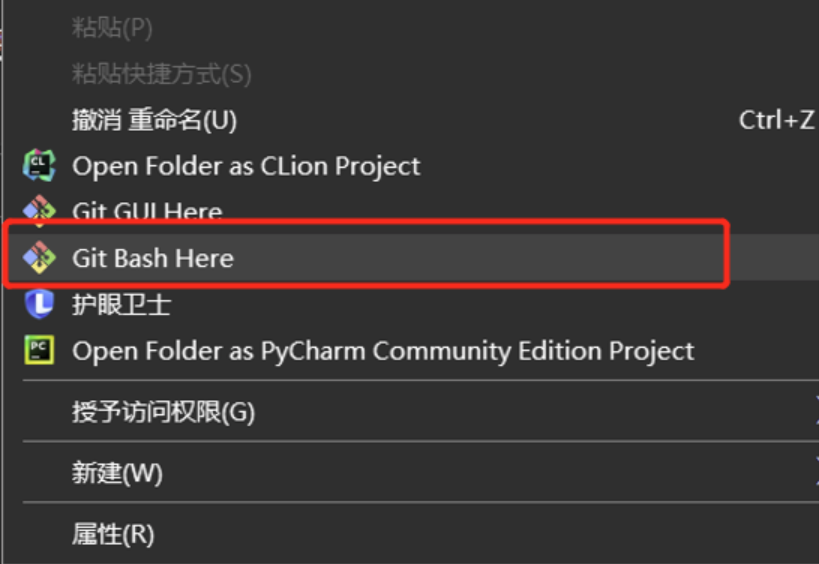 粘贴(P)
粘贴快捷方式(S)
撤消 重命名(U) Ctrl+Z
CL Open Folder as CLion Project
Git GUI Here
Git Bash Here
护眼卫士
PC Open Folder as PyCharm Community Edition Project
授予访问权限(G)
新建(W)
属性(R)